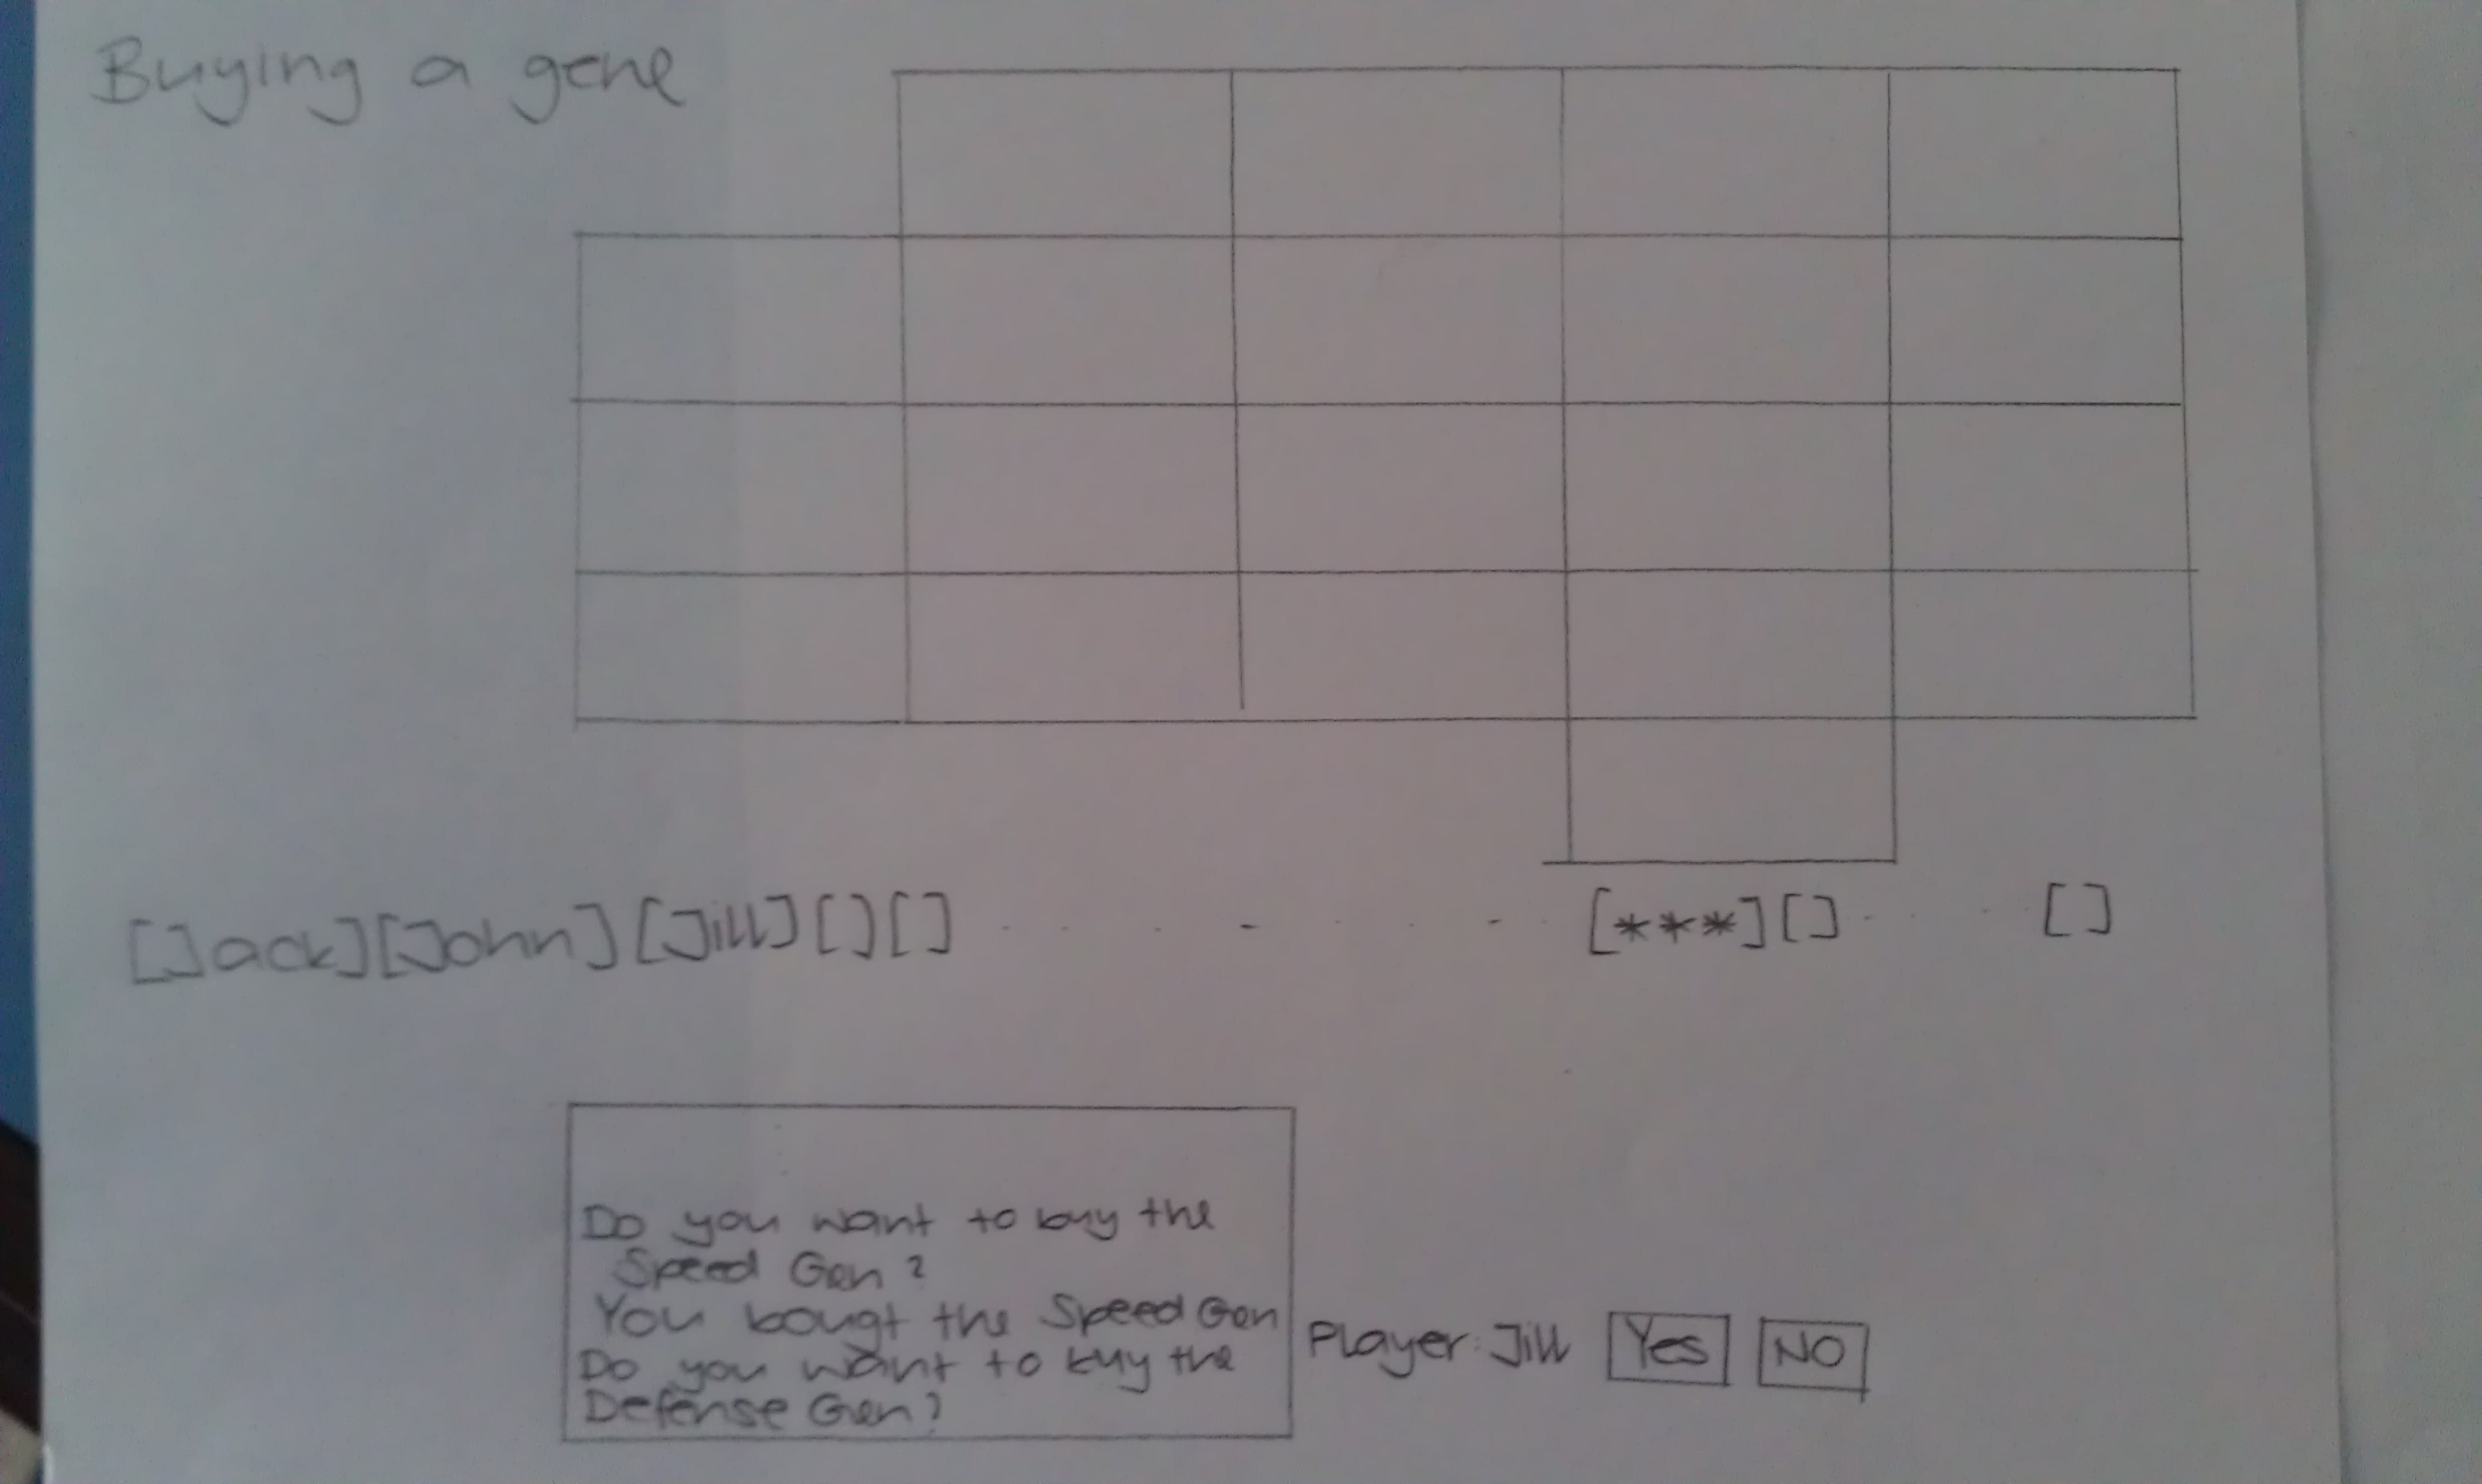 Buying a gene
[Jack][John][Jill][][] . . . - . . - . [***][] - . . . []
Do you want to buy the
Speed Gen?
You bougt the Speed Gen
Do you want to buy the
Defense Gen?
Player: Jill Yes NO